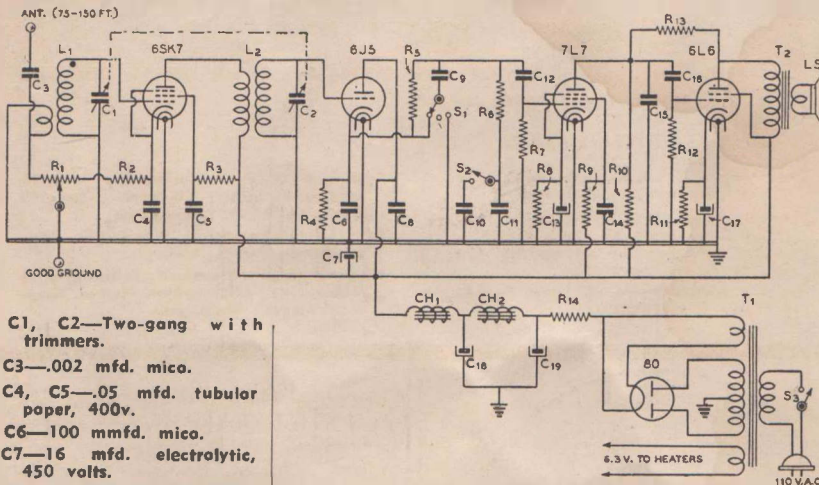 ANT. (75-150 FT.)
L1
6SK7
L2
6J5
R5
7L7
R13
6L6
T2
C3
C1
C2
C9
S1
R6
C12
C16
C15
LS
R1
R2
R3
R7
R12
S2
R8
R9
R10
C4
C5
R4
C6
C8
C10
C11
C13
C14
R11
C17
C7
GOOD GROUND
CH1
CH2
R14
T1
C18
C19
80
S3
6.3 V. TO HEATERS
110 V.A.C.
C1, C2—Two-gang with
trimmers.
C3—.002 mfd. mica.
C4, C5—.05 mfd. tubular
paper, 400v.
C6—100 mmfd. mica.
C7—16 mfd. electrolytic,
450 volts.